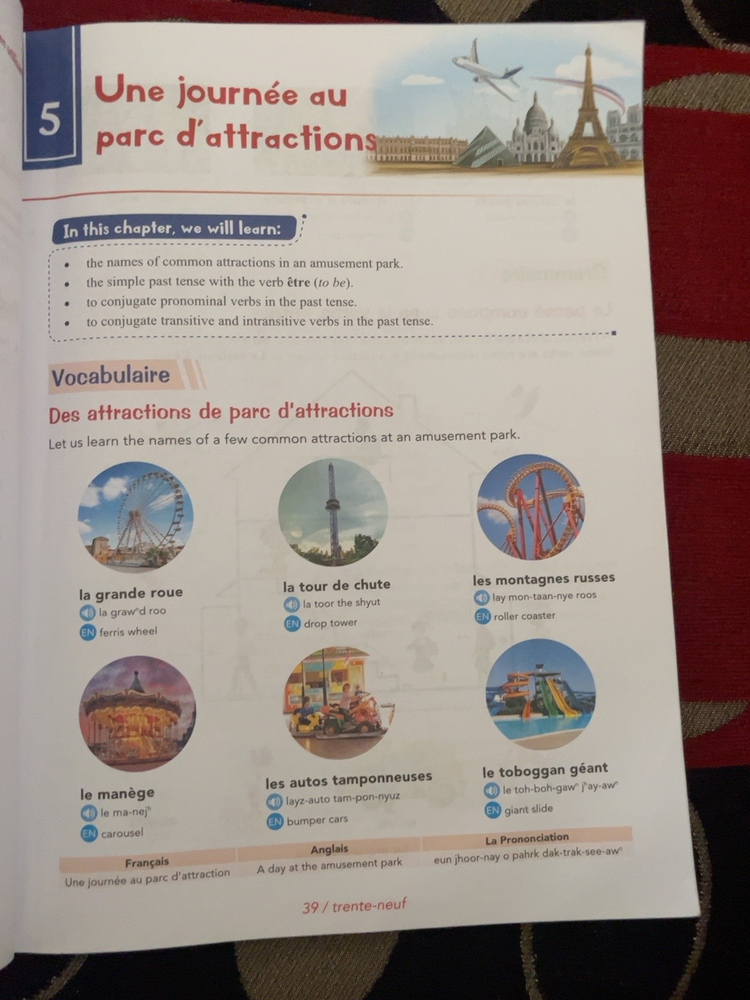 5
Une journée au
parc d'attractions
In this chapter, we will learn:
• the names of common attractions in an amusement park.
• the simple past tense with the verb être (to be).
• to conjugate pronominal verbs in the past tense.
• to conjugate transitive and intransitive verbs in the past tense.
Vocabulaire
Des attractions de parc d'attractions
Let us learn the names of a few common attractions at an amusement park.
la grande roue
la grawⁿd roo
EN ferris wheel
la tour de chute
la toor the shyut
EN drop tower
les montagnes russes
lay mon-taan-nye roos
EN roller coaster
le manège
le ma-nejʰ
EN carousel
les autos tamponneuses
layz-auto tam-pon-nyuz
EN bumper cars
le toboggan géant
le toh-boh-gawⁿ jʰay-awⁿ
EN giant slide
Français Anglais La Prononciation
Une journée au parc d'attraction A day at the amusement park eun jhoor-nay o pahrk dak-trak-see-awⁿ
39 / trente-neuf